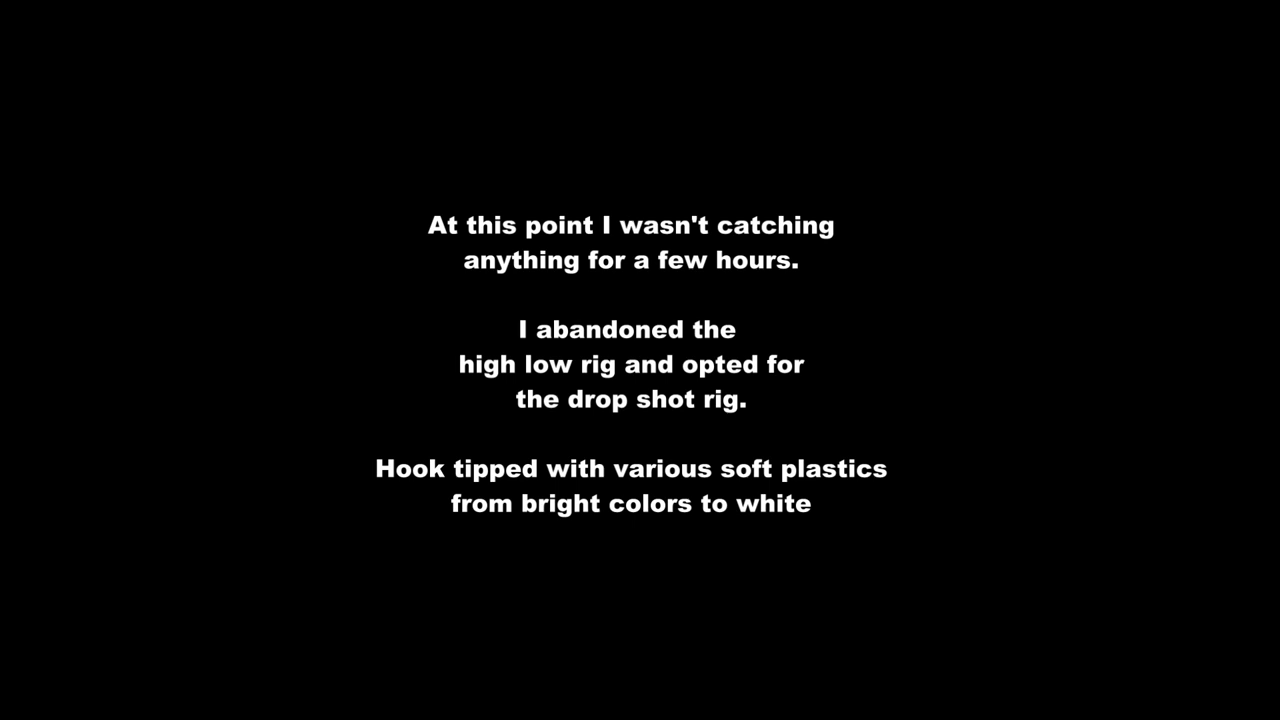 At this point I wasn't catching
anything for a few hours.
I abandoned the
high low rig and opted for
the drop shot rig.
Hook tipped with various soft plastics
from bright colors to white